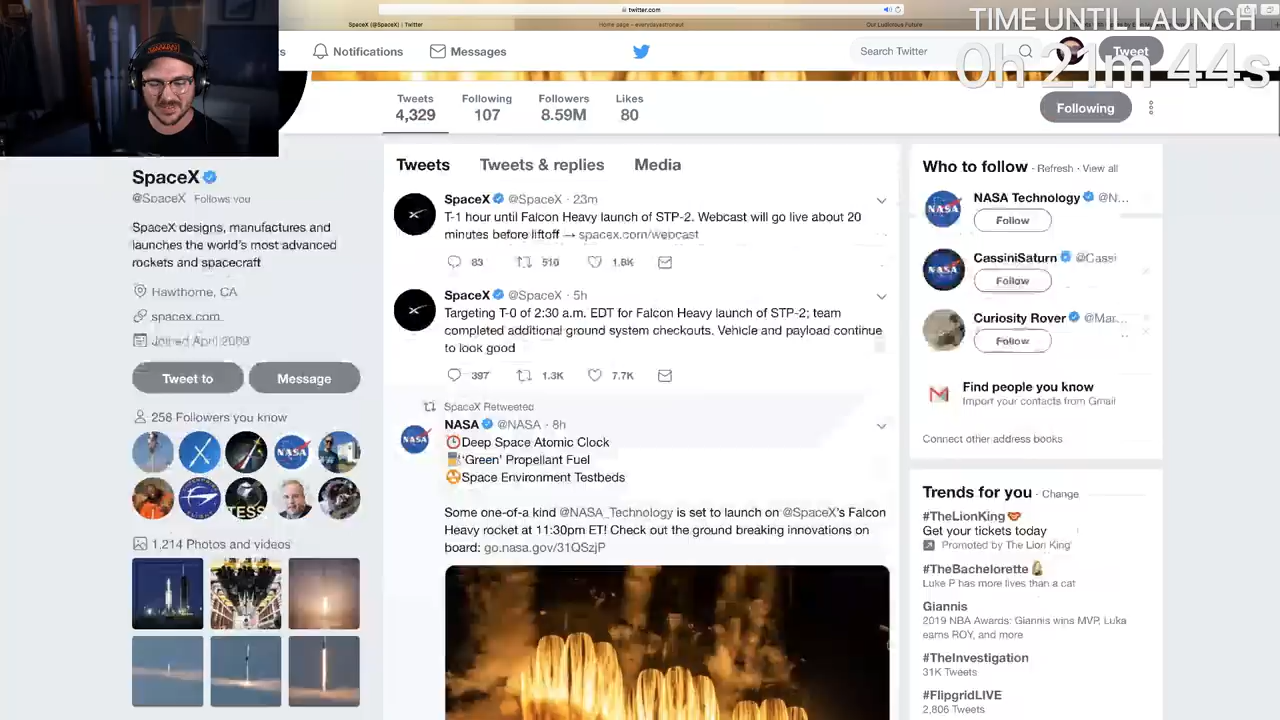 twitter.com
SpaceX (@SpaceX) | Twitter
Home page – everydayastronaut
Our Ludicrous Future
TIME UNTIL LAUNCH
0h 21m 44s
Notifications
Messages
Search Twitter
Tweet
Tweets
4,329
Following
107
Followers
8.59M
Likes
80
Following
SpaceX
@SpaceX Follows you
SpaceX designs, manufactures and
launches the world's most advanced
rockets and spacecraft
Hawthorne, CA
spacex.com
Joined April 2009
Tweet to
Message
258 Followers you know
TESS
1,214 Photos and videos
Tweets
Tweets & replies
Media
SpaceX @SpaceX · 23m
T-1 hour until Falcon Heavy launch of STP-2. Webcast will go live about 20
minutes before liftoff → spacex.com/webcast
83
510
1.8K
SpaceX @SpaceX · 5h
Targeting T-0 of 2:30 a.m. EDT for Falcon Heavy launch of STP-2; team
completed additional ground system checkouts. Vehicle and payload continue
to look good
397
1.3K
7.7K
SpaceX Retweeted
NASA @NASA · 8h
Deep Space Atomic Clock
'Green' Propellant Fuel
Space Environment Testbeds
Some one-of-a kind @NASA_Technology is set to launch on @SpaceX's Falcon
Heavy rocket at 11:30pm ET! Check out the ground breaking innovations on
board: go.nasa.gov/31QSzjP
Who to follow · Refresh · View all
NASA Technology @N...
Follow
CassiniSaturn @Cassi
Follow
Curiosity Rover @Mar...
Follow
Find people you know
Import your contacts from Gmail
Connect other address books
Trends for you · Change
#TheLionKing
Get your tickets today
Promoted by The Lion King
#TheBachelorette
Luke P has more lives than a cat
Giannis
2019 NBA Awards: Giannis wins MVP, Luka
earns ROY, and more
#TheInvestigation
31K Tweets
#FlipgridLIVE
2,806 Tweets